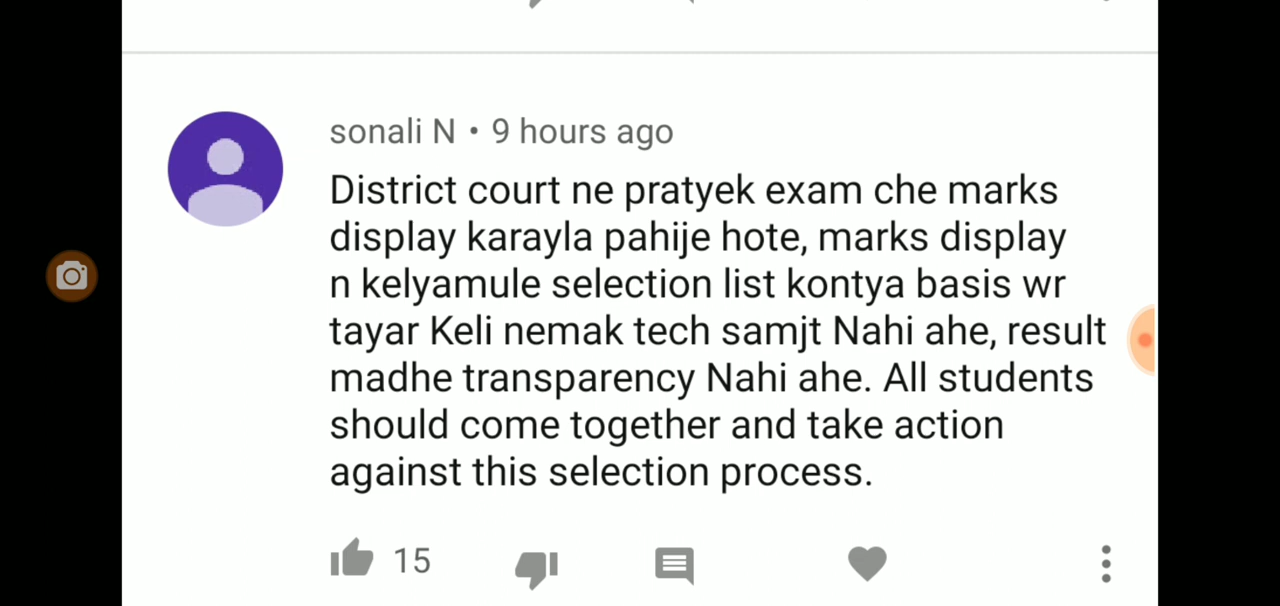 sonali N • 9 hours ago
District court ne pratyek exam che marks
display karayla pahije hote, marks display
n kelyamule selection list kontya basis wr
tayar Keli nemak tech samjt Nahi ahe, result
madhe transparency Nahi ahe. All students
should come together and take action
against this selection process.
15